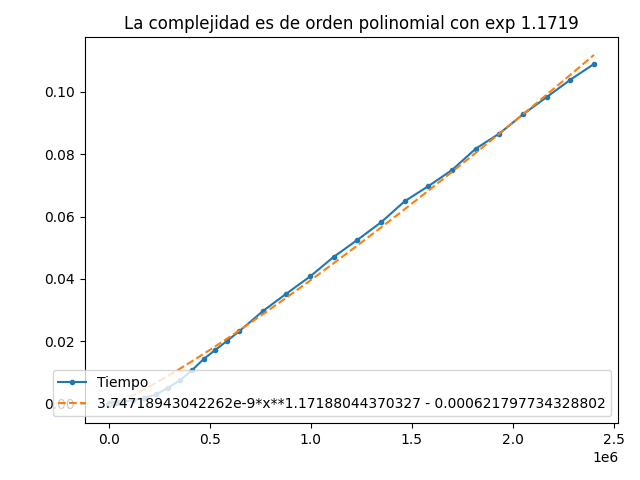 La complejidad es de orden polinomial con exp 1.1719
0.10
0.08
0.06
0.04
0.02
0.00
Tiempo
3.74718943042262e-9*x**1.17188044370327 - 0.000621797734328802
0.0 0.5 1.0 1.5 2.0 2.5
1e6